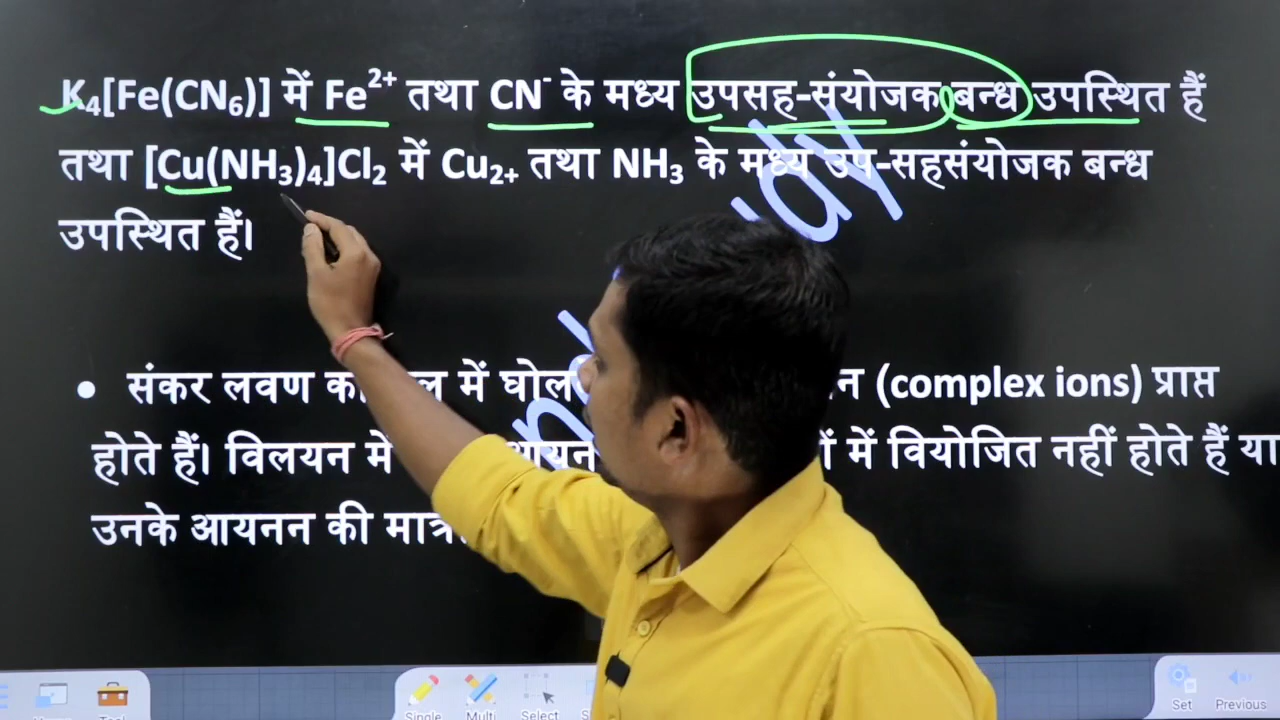 K₄[Fe(CN₆)] में Fe²⁺ तथा CN⁻ के मध्य उपसह-संयोजक बन्ध उपस्थित हैं
तथा [Cu(NH₃)₄]Cl₂ में Cu₂₊ तथा NH₃ के मध्य उप-सहसंयोजक बन्ध
उपस्थित हैं।
• संकर लवण में (complex ions) प्राप्त
होते हैं। विलयन में में वियोजित नहीं होते हैं या
उनके आयनन की
Single Multi Select Set Previous